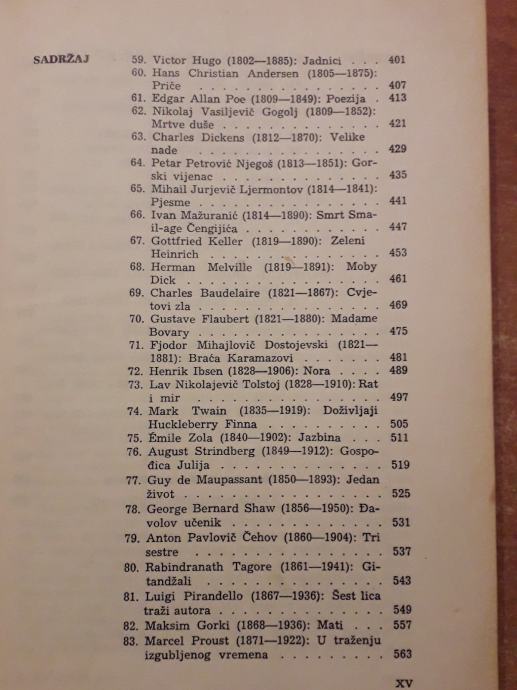 SADRŽAJ
59. Victor Hugo (1802—1885): Jadnici . . . 401
60. Hans Christian Andersen (1805—1875):
Priče . . . . . . . . . . . . . . 407
61. Edgar Allan Poe (1809—1849): Poezija . 413
62. Nikolaj Vasiljevič Gogolj (1809—1852):
Mrtve duše . . . . . . . . . . . . 421
63. Charles Dickens (1812—1870): Velike
nade . . . . . . . . . . . . . . 429
64. Petar Petrović Njegoš (1813—1851): Gor-
ski vijenac . . . . . . . . . . . . 435
65. Mihail Jurjevič Ljermontov (1814—1841):
Pjesme . . . . . . . . . . . . . 441
66. Ivan Mažuranić (1814—1890): Smrt Sma-
il-age Čengijića . . . . . . . . . . 447
67. Gottfried Keller (1819—1890): Zeleni
Heinrich . . . . . . . . . . . . . 453
68. Herman Melville (1819—1891): Moby
Dick . . . . . . . . . . . . . . 461
69. Charles Baudelaire (1821—1867): Cvje-
tovi zla . . . . . . . . . . . . . 469
70. Gustave Flaubert (1821—1880): Madame
Bovary . . . . . . . . . . . . . 475
71. Fjodor Mihajlovič Dostojevski (1821—
1881): Braća Karamazovi . . . . . . 481
72. Henrik Ibsen (1828—1906): Nora . . . . 489
73. Lav Nikolajevič Tolstoj (1828—1910): Rat
i mir . . . . . . . . . . . . . . 497
74. Mark Twain (1835—1919): Doživljaji
Huckleberry Finna . . . . . . . . . 505
75. Émile Zola (1840—1902): Jazbina . . . 511
76. August Strindberg (1849—1912): Gospo-
đica Julija . . . . . . . . . . . . 519
77. Guy de Maupassant (1850—1893): Jedan
život . . . . . . . . . . . . . . 525
78. George Bernard Shaw (1856—1950): Đa-
volov učenik . . . . . . . . . . . 531
79. Anton Pavlovič Čehov (1860—1904): Tri
sestre . . . . . . . . . . . . . . 537
80. Rabindranath Tagore (1861—1941): Gi-
tandžali . . . . . . . . . . . . . 543
81. Luigi Pirandello (1867—1936): Šest lica
traži autora . . . . . . . . . . . . 549
82. Maksim Gorki (1868—1936): Mati . . . 557
83. Marcel Proust (1871—1922): U traženju
izgubljenog vremena . . . . . . . . 563
XV